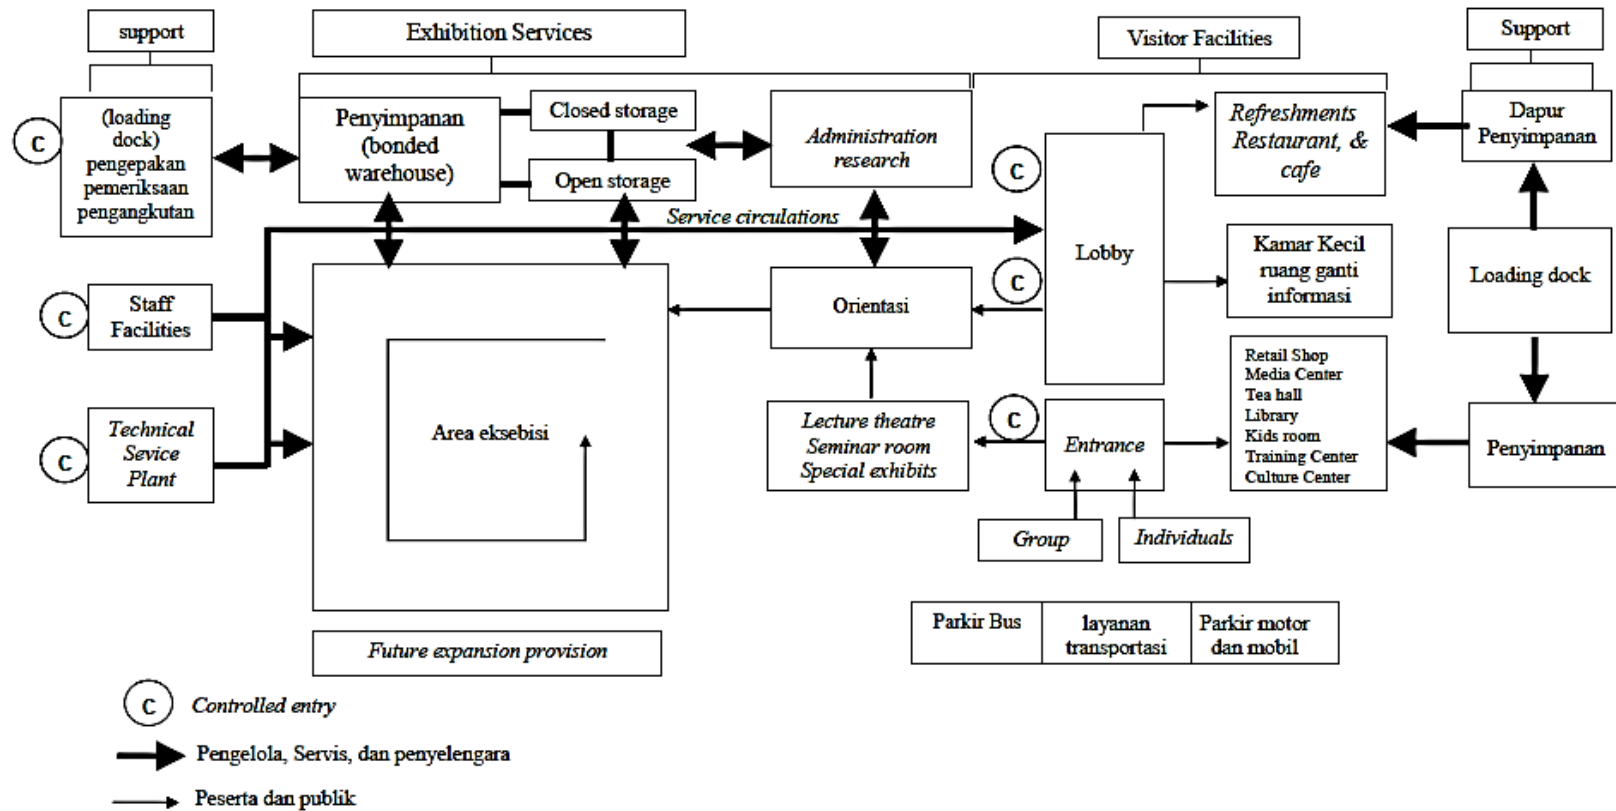 support
Exhibition Services
Visitor Facilities
Support
C
(loading
dock)
pengepakan
pemeriksaan
pengangkutan
Penyimpanan
(bonded
warehouse)
Closed storage
Open storage
Administration
research
C
Refreshments
Restaurant, &
cafe
Dapur
Penyimpanan
Service circulations
Lobby
Kamar Kecil
ruang ganti
informasi
Loading dock
C
Staff
Facilities
Orientasi
C
Retail Shop
Media Center
Tea hall
Library
Kids room
Training Center
Culture Center
C
Technical
Sevice
Plant
Area eksebisi
Lecture theatre
Seminar room
Special exhibits
C
Entrance
Penyimpanan
Group
Individuals
Parkir Bus
layanan
transportasi
Parkir motor
dan mobil
Future expansion provision
C
Controlled entry
Pengelola, Servis, dan penyelengara
Peserta dan publik